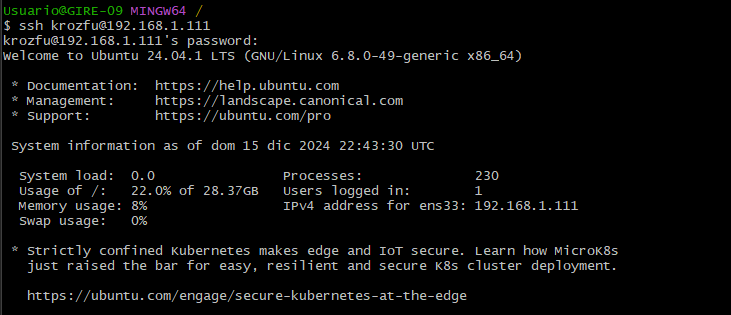 Usuario@GIRE-09 MINGW64 /
$ ssh krozfu@192.168.1.111
krozfu@192.168.1.111's password:
Welcome to Ubuntu 24.04.1 LTS (GNU/Linux 6.8.0-49-generic x86_64)
* Documentation: https://help.ubuntu.com
* Management: https://landscape.canonical.com
* Support: https://ubuntu.com/pro
System information as of dom 15 dic 2024 22:43:30 UTC
System load: 0.0 Processes: 230
Usage of /: 22.0% of 28.37GB Users logged in: 1
Memory usage: 8% IPv4 address for ens33: 192.168.1.111
Swap usage: 0%
* Strictly confined Kubernetes makes edge and IoT secure. Learn how MicroK8s
just raised the bar for easy, resilient and secure K8s cluster deployment.
https://ubuntu.com/engage/secure-kubernetes-at-the-edge